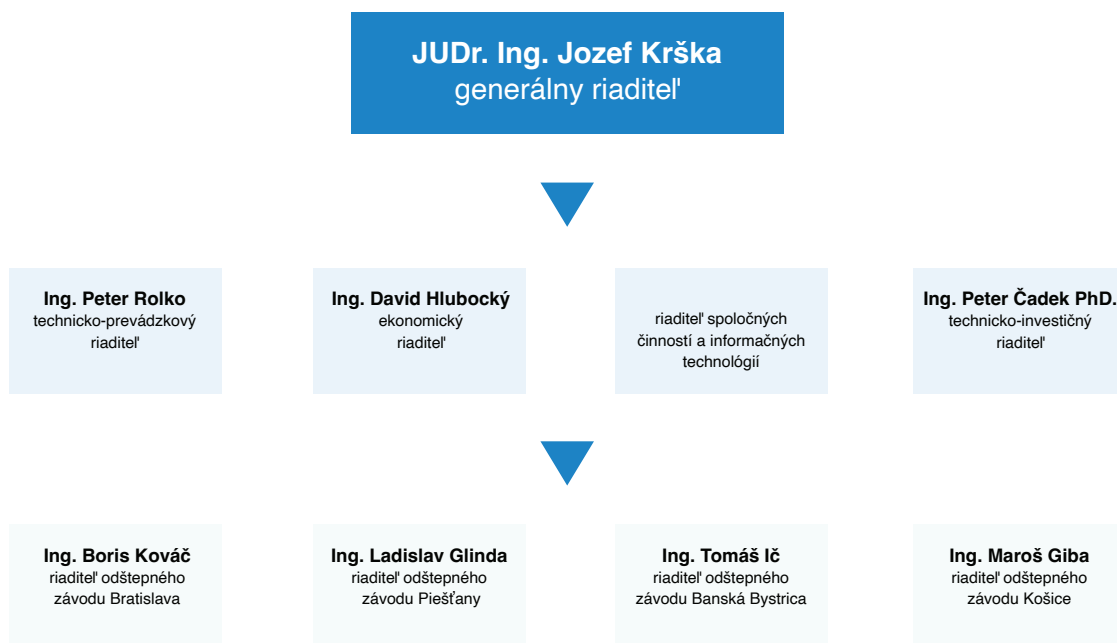 JUDr. Ing. Jozef Krška
generálny riaditeľ
Ing. Peter Rolko
technicko-prevádzkový
riaditeľ
Ing. David Hlubocký
ekonomický
riaditeľ
riaditeľ spoločných
činností a informačných
technológií
Ing. Peter Čadek PhD.
technicko-investičný
riaditeľ
Ing. Boris Kováč
riaditeľ odštepného
závodu Bratislava
Ing. Ladislav Glinda
riaditeľ odštepného
závodu Piešťany
Ing. Tomáš Ič
riaditeľ odštepného
závodu Banská Bystrica
Ing. Maroš Giba
riaditeľ odštepného
závodu Košice